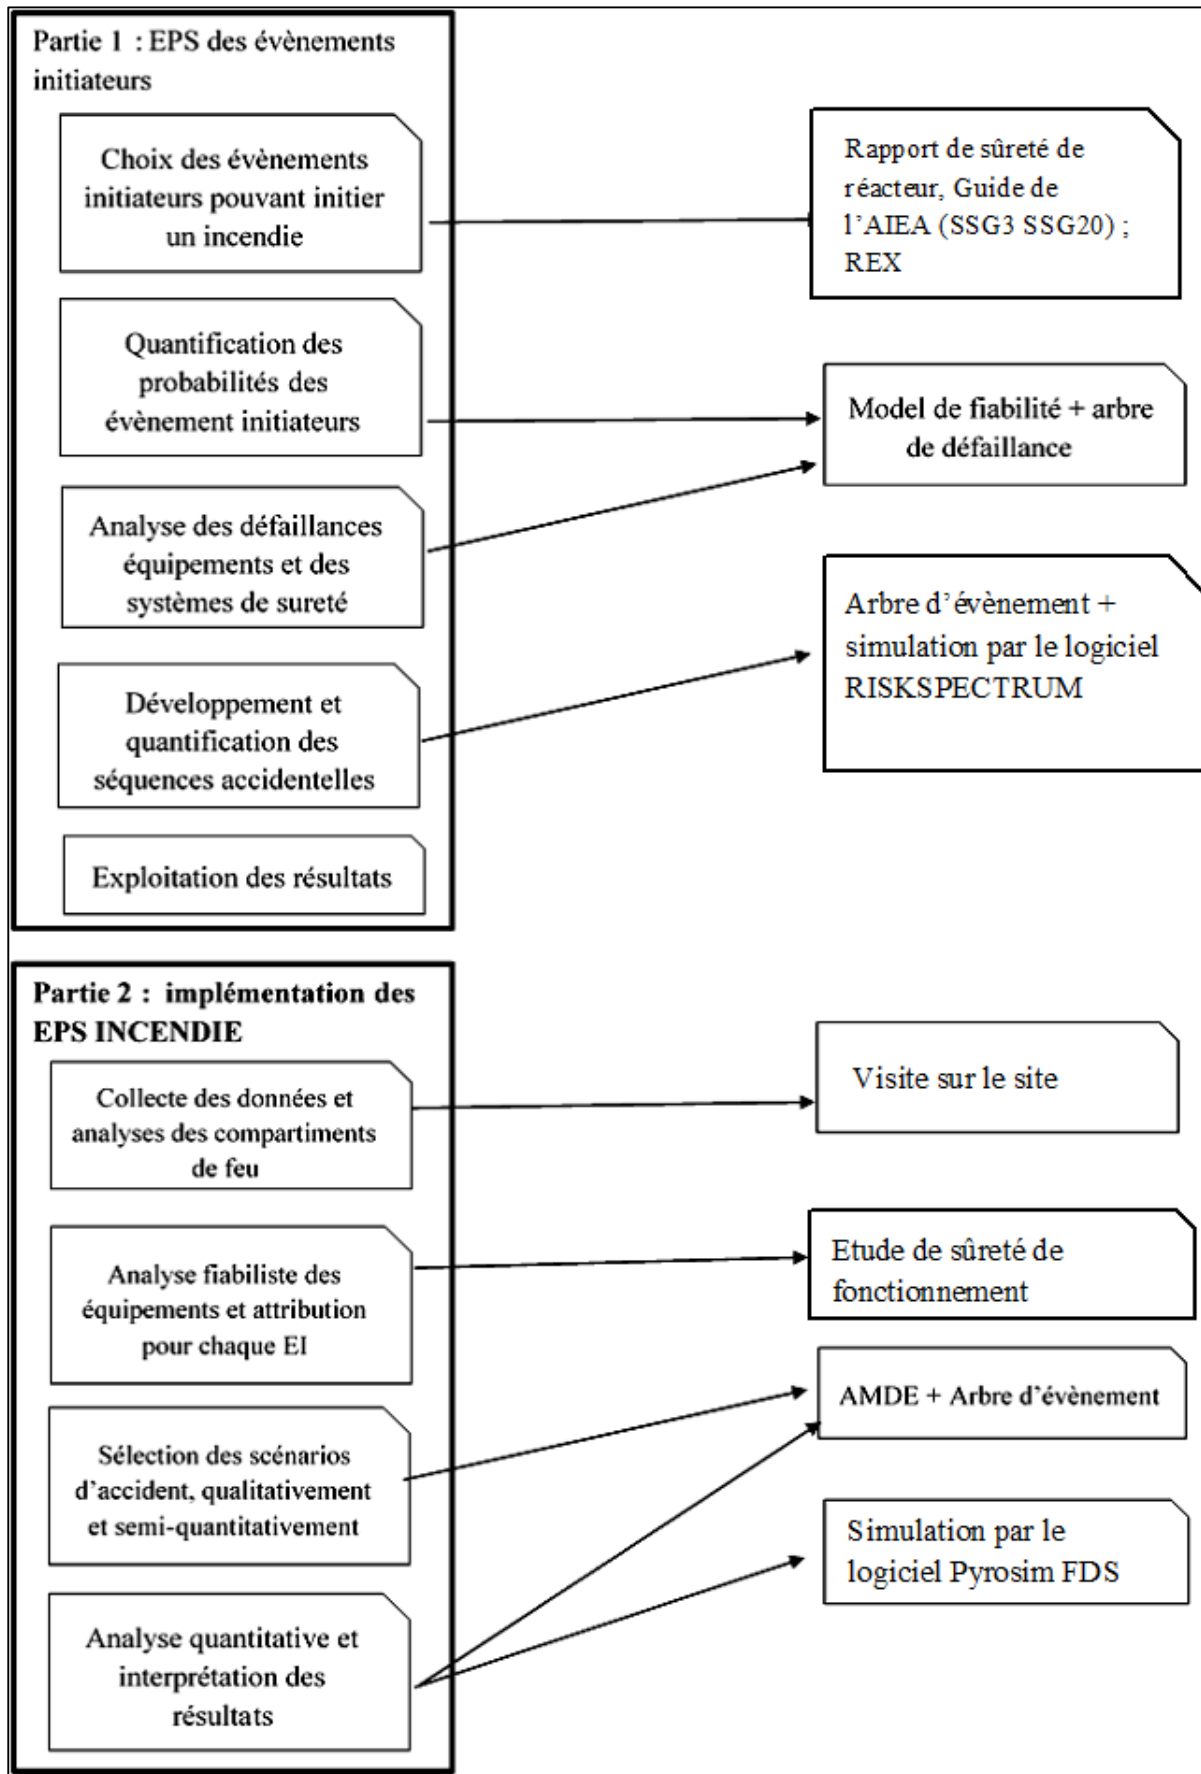 Partie 1 : EPS des évènements
initiateurs
Choix des évènements
initiateurs pouvant initier
un incendie
Rapport de sûreté de
réacteur, Guide de
l'AIEA (SSG3 SSG20) ;
REX
Quantification des
probabilités des
évènement initiateurs
Model de fiabilité + arbre
de défaillance
Analyse des défaillances
équipements et des
systèmes de sureté
Arbre d'évènement +
simulation par le logiciel
RISKSPECTRUM
Développement et
quantification des
séquences accidentelles
Exploitation des résultats
Partie 2 : implémentation des
EPS INCENDIE
Collecte des données et
analyses des compartiments
de feu
Visite sur le site
Analyse fiabiliste des
équipements et attribution
pour chaque EI
Etude de sûreté de
fonctionnement
Sélection des scénarios
d'accident, qualitativement
et semi-quantitativement
AMDE + Arbre d'évènement
Analyse quantitative et
interprétation des
résultats
Simulation par le
logiciel Pyrosim FDS